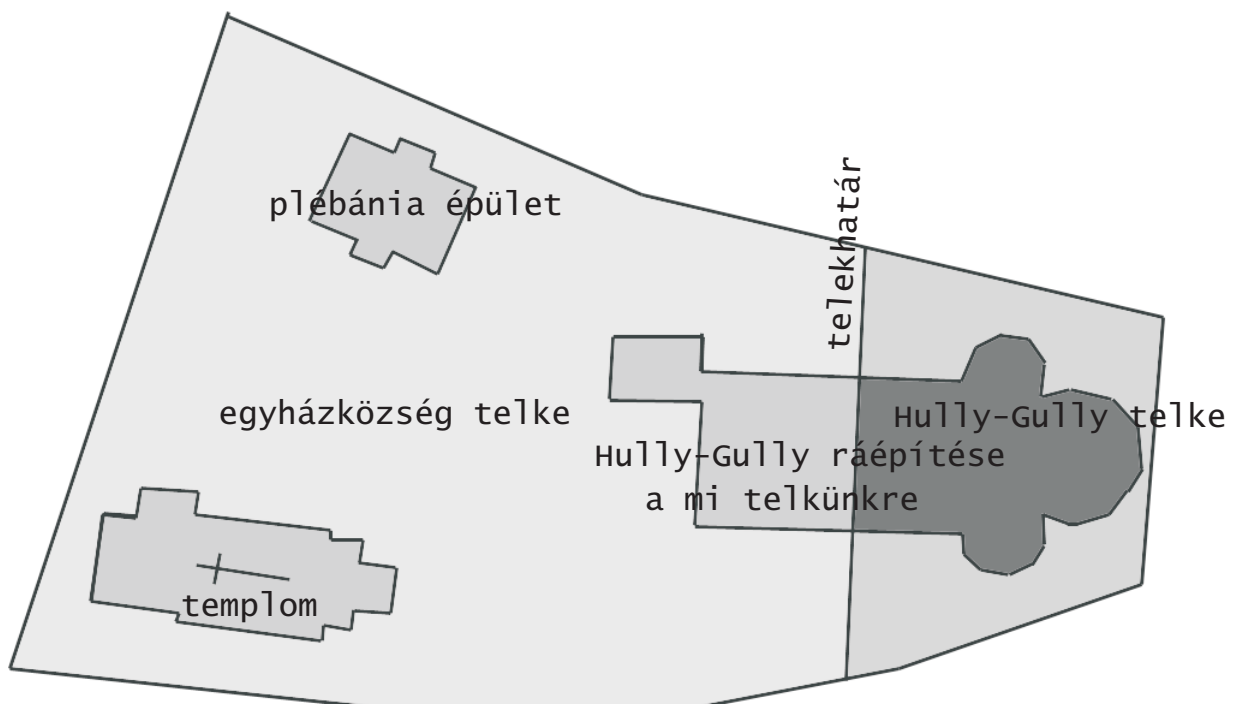 plébánia épület
telekhatár
egyházközség telke
Hully-Gully telke
Hully-Gully ráépítése
a mi telkünkre
templom